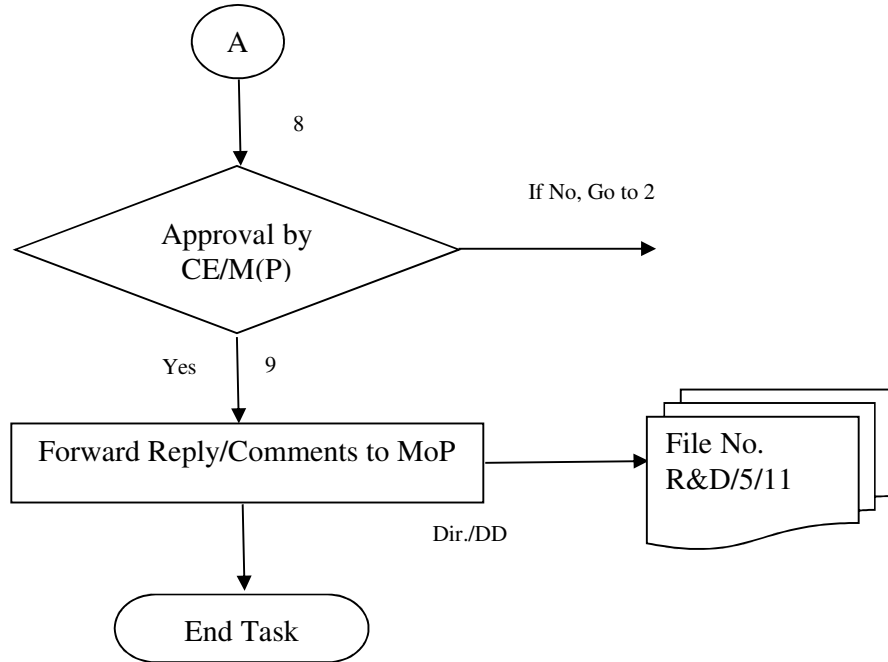 A
8
If No, Go to 2
Approval by
CE/M(P)
Yes
9
Forward Reply/Comments to MoP
File No.
R&D/5/11
Dir./DD
End Task